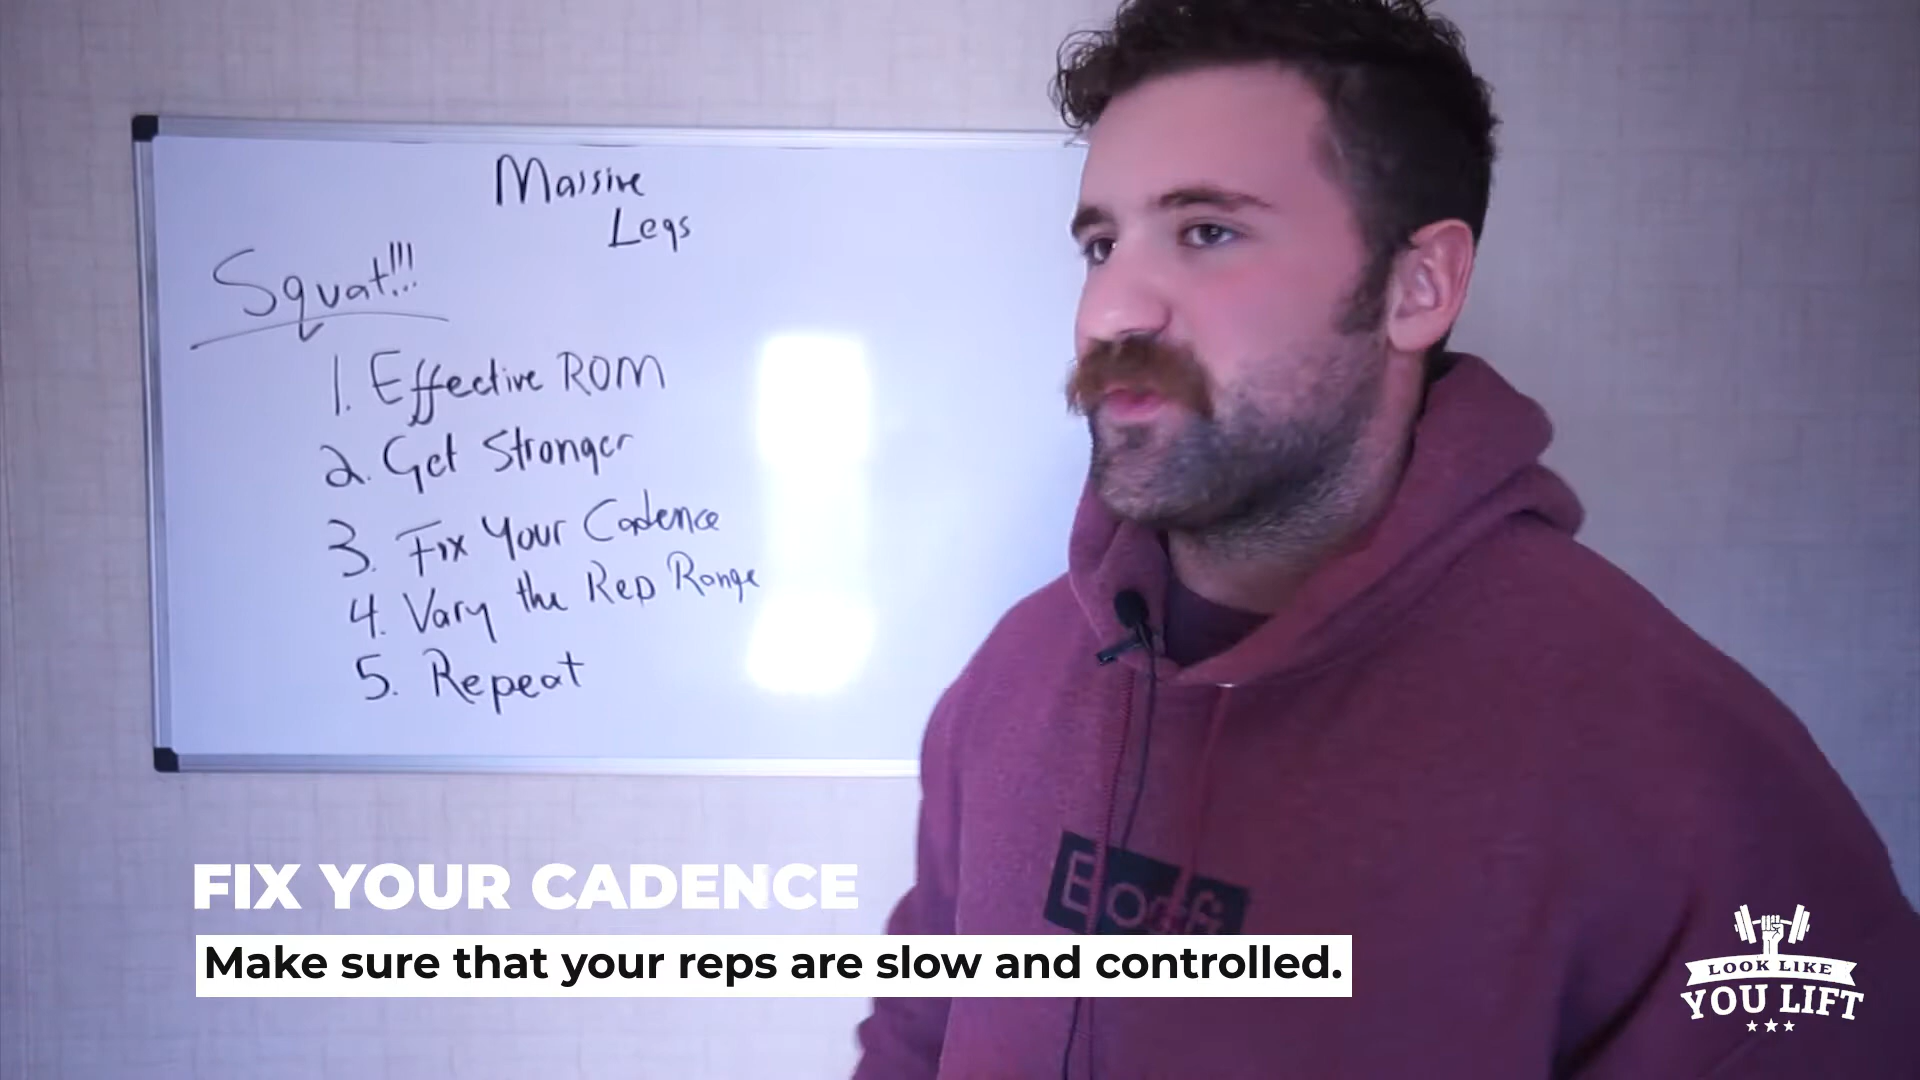 Massive
Legs
Squat!!!
1. Effective ROM
2. Get Stronger
3. Fix Your Cadence
4. Vary the Rep Range
5. Repeat
FIX YOUR CADENCE
Make sure that your reps are slow and controlled.
LOOK LIKE
YOU LIFT